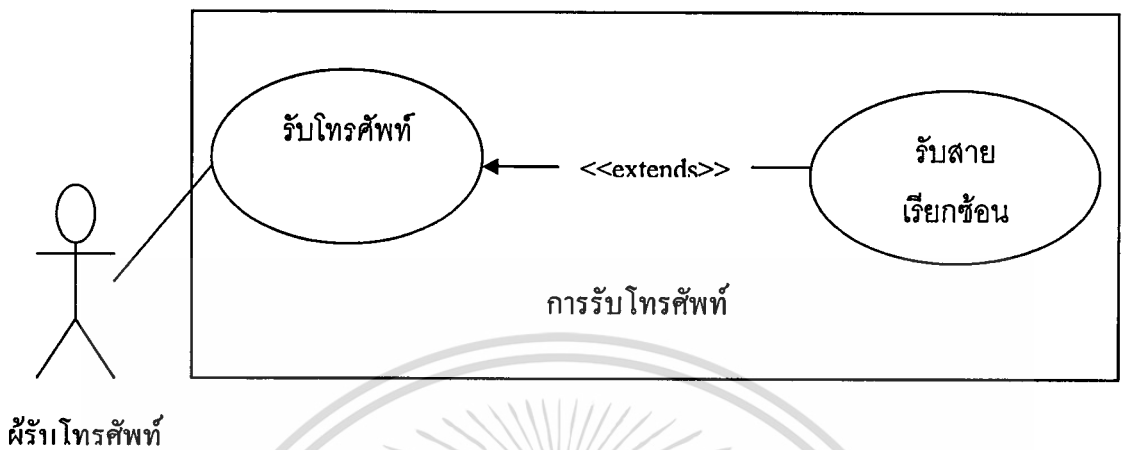 รับโทรศัพท์
<<extends>>
รับสาย
เรียกซ้อน
การรับโทรศัพท์
ผู้รับโทรศัพท์